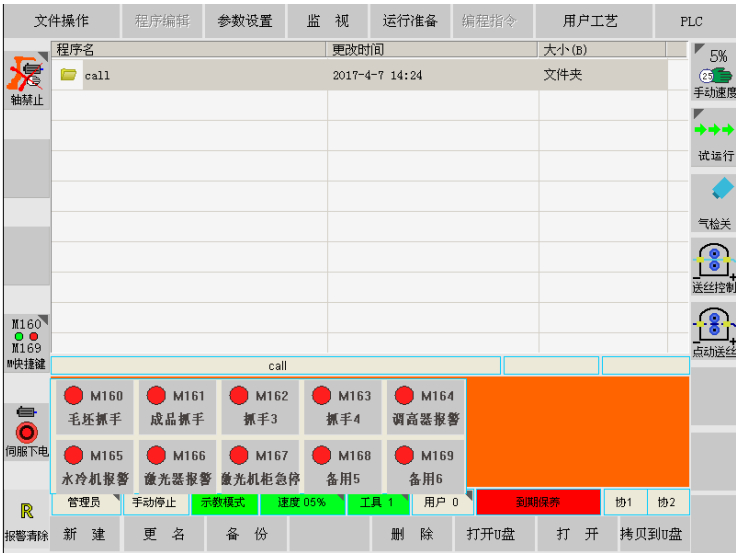 文件操作 程序编辑 参数设置 监 视 运行准备 编程指令 用户工艺 PLC
程序名 更改时间 大小(B)
call 2017-4-7 14:24 文件夹
轴禁止
5%
25
手动速度
试运行
气检关
送丝控制
点动送丝
M160
M169
M快捷键
伺服下电
R
报警清除
call
M160 M161 M162 M163 M164
毛坯抓手 成品抓手 抓手3 抓手4 调高器报警
M165 M166 M167 M168 M169
水冷机报警 激光器报警 激光机柜急停 备用5 备用6
管理员 手动停止 示教模式 速度 05% 工具 1 用户 0 到期保养 协1 协2
新 建 更 名 备 份 删 除 打开U盘 打 开 拷贝到U盘